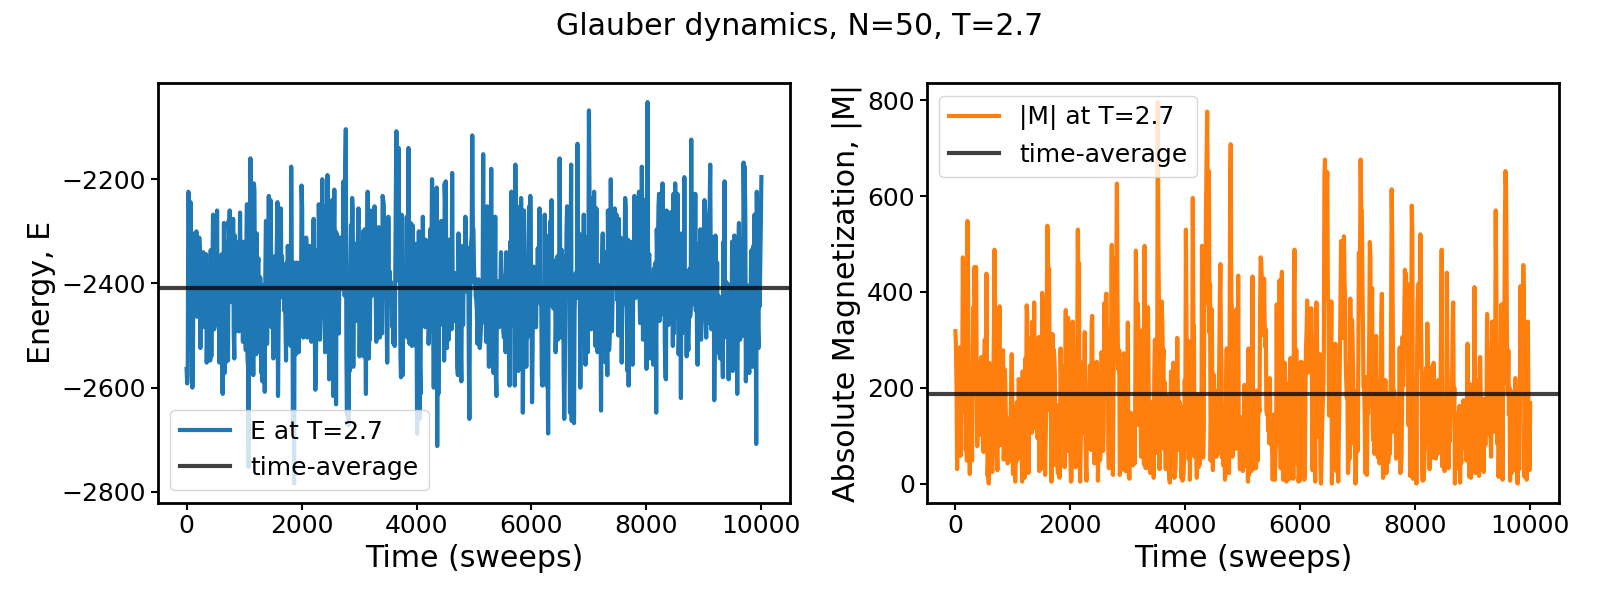 Glauber dynamics, N=50, T=2.7
Energy, E
−2200
−2400
−2600
−2800
E at T=2.7
time-average
0
2000
4000
6000
8000
10000
Time (sweeps)
Absolute Magnetization, |M|
800
600
400
200
0
|M| at T=2.7
time-average
0
2000
4000
6000
8000
10000
Time (sweeps)